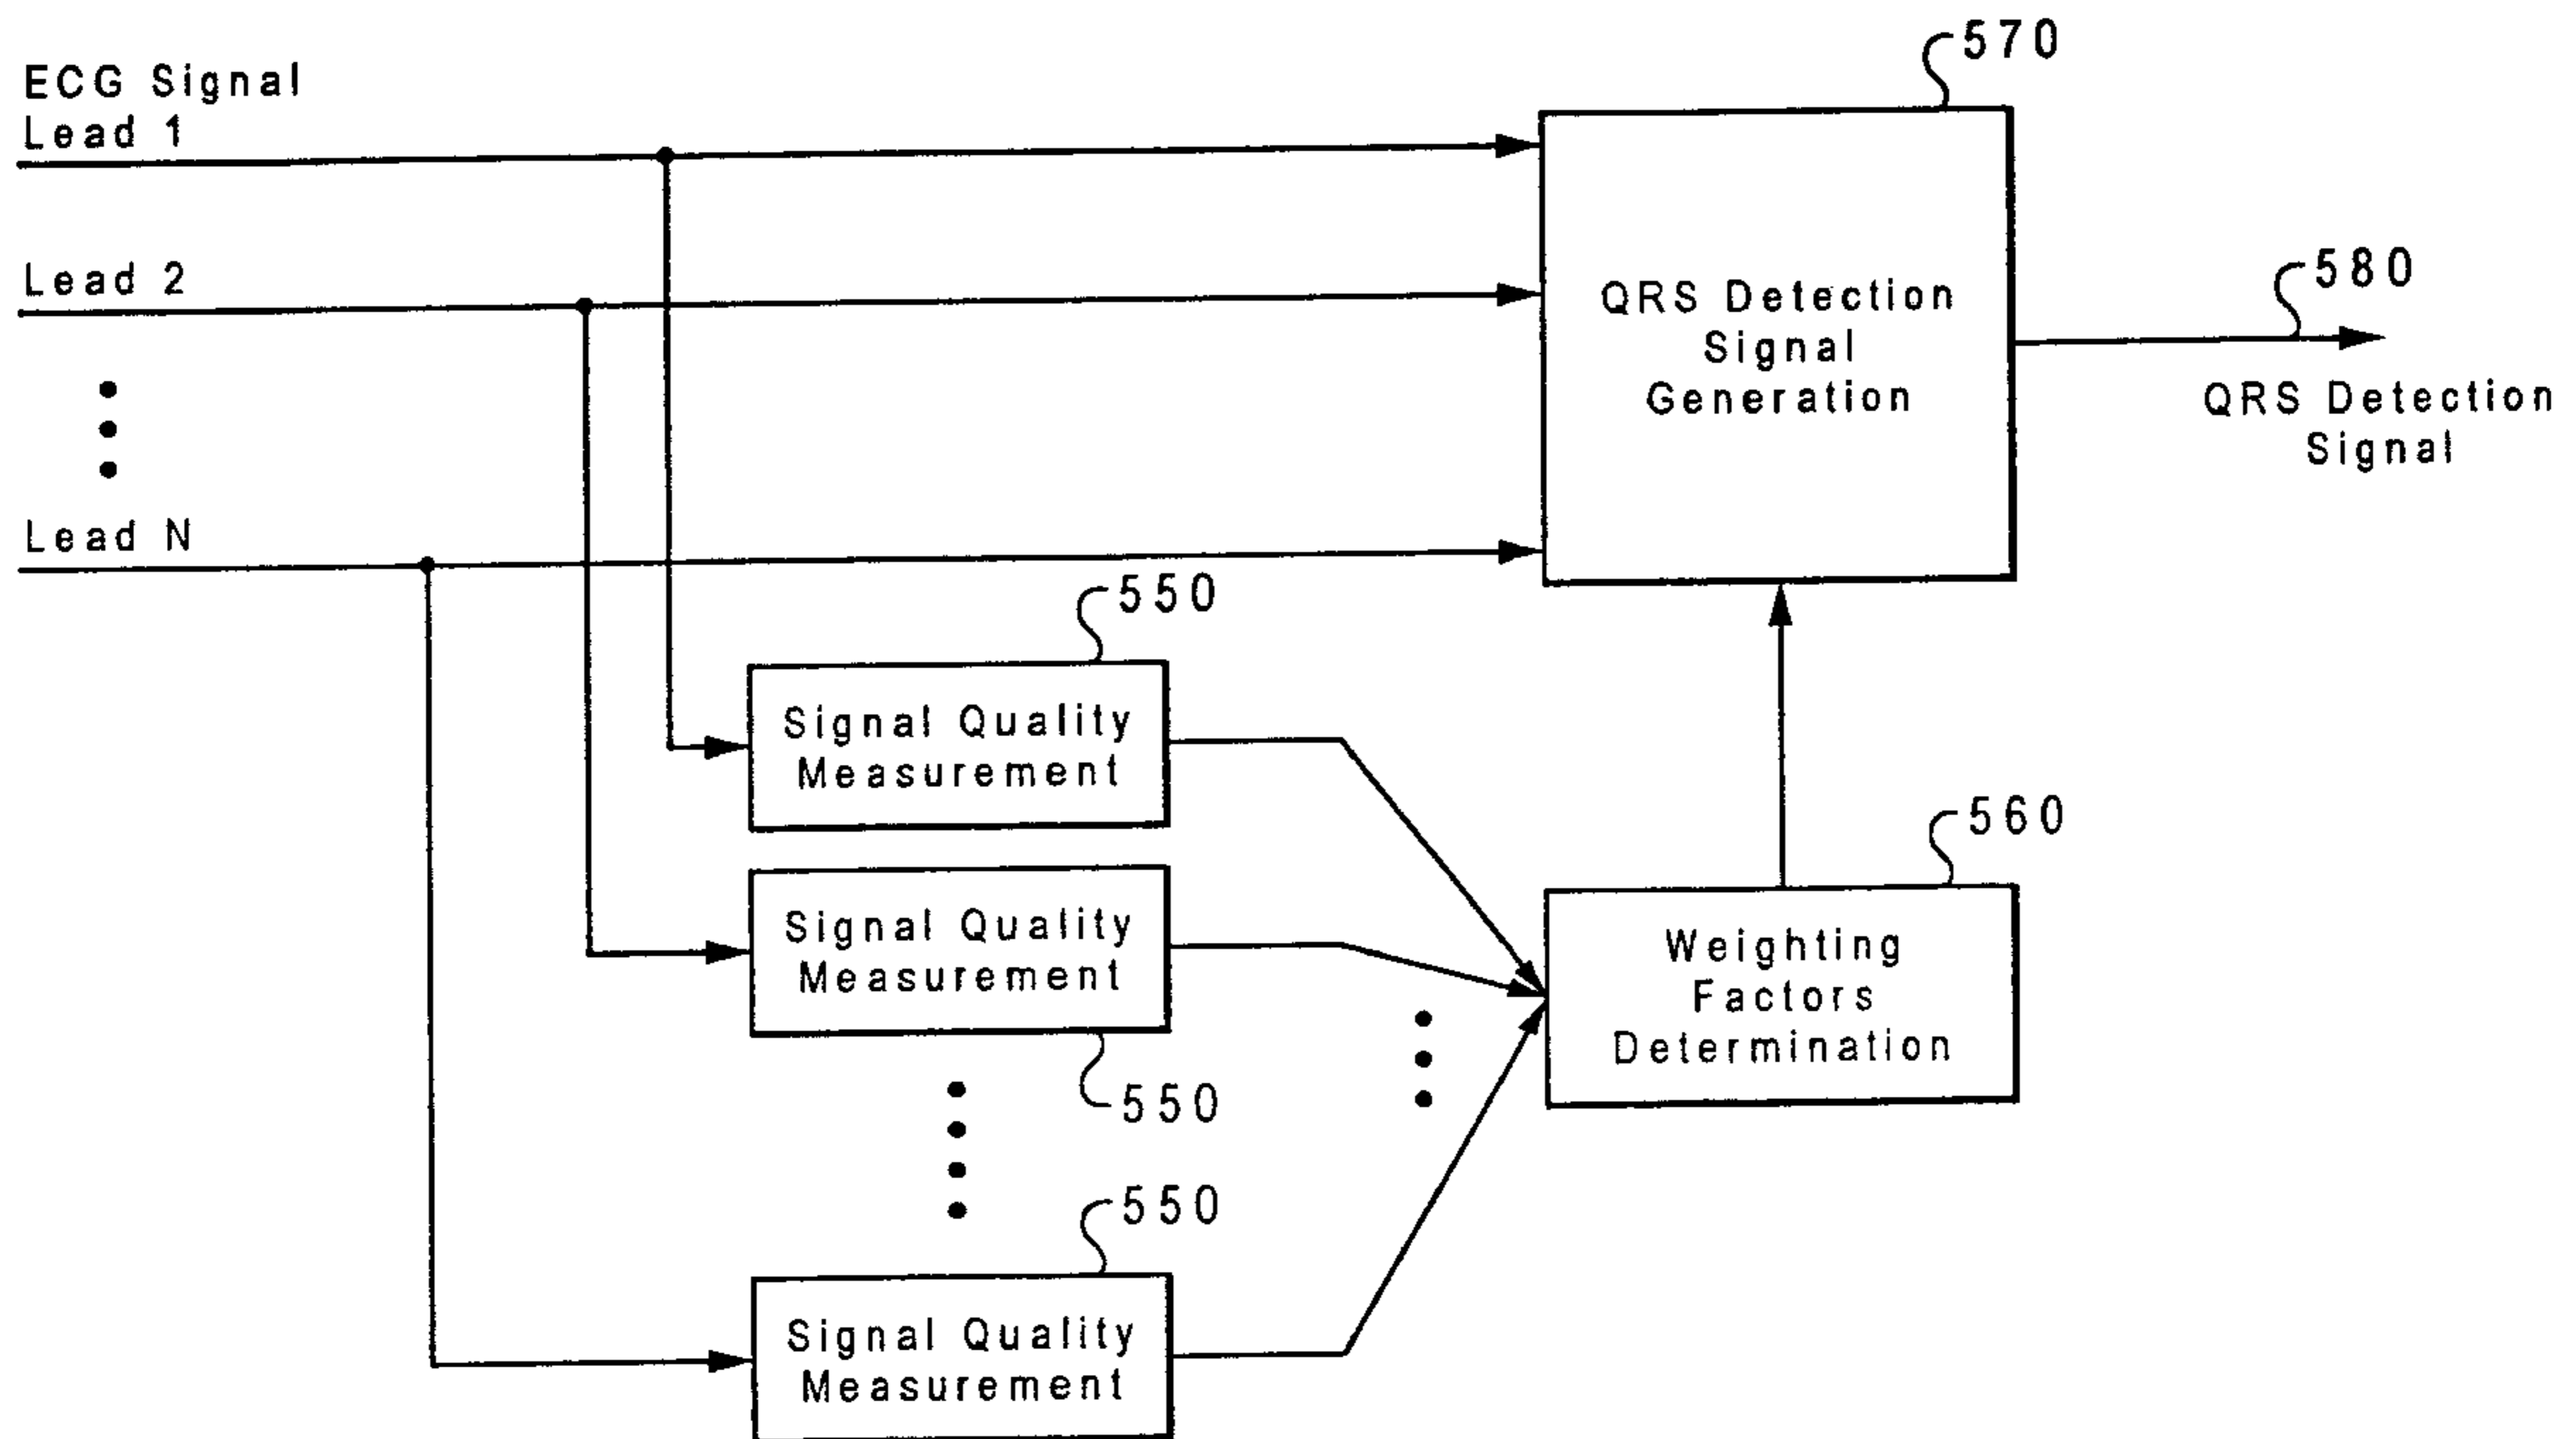 570
ECG Signal
Lead 1
Lead 2
580
QRS Detection
Signal
Generation
QRS Detection
Signal
Lead N
550
Signal Quality
Measurement
560
Signal Quality
Measurement
Weighting
Factors
Determination
550
550
Signal Quality
Measurement